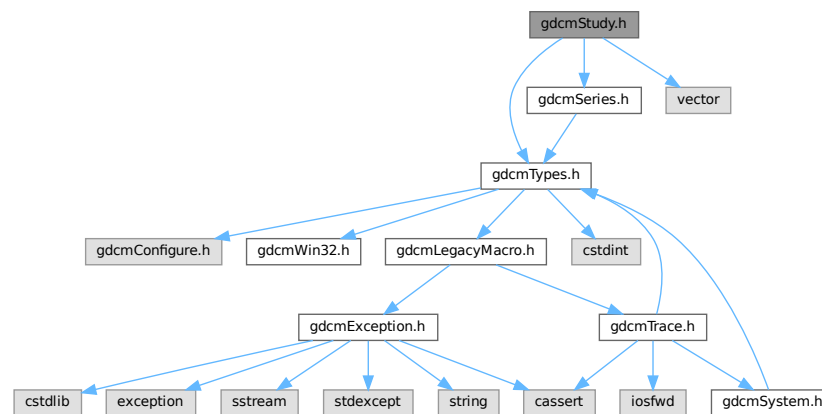 gdcmStudy.h
gdcmSeries.h
vector
gdcmTypes.h
gdcmConfigure.h
gdcmWin32.h
gdcmLegacyMacro.h
cstdint
gdcmException.h
gdcmTrace.h
cstdlib
exception
sstream
stdexcept
string
cassert
iosfwd
gdcmSystem.h